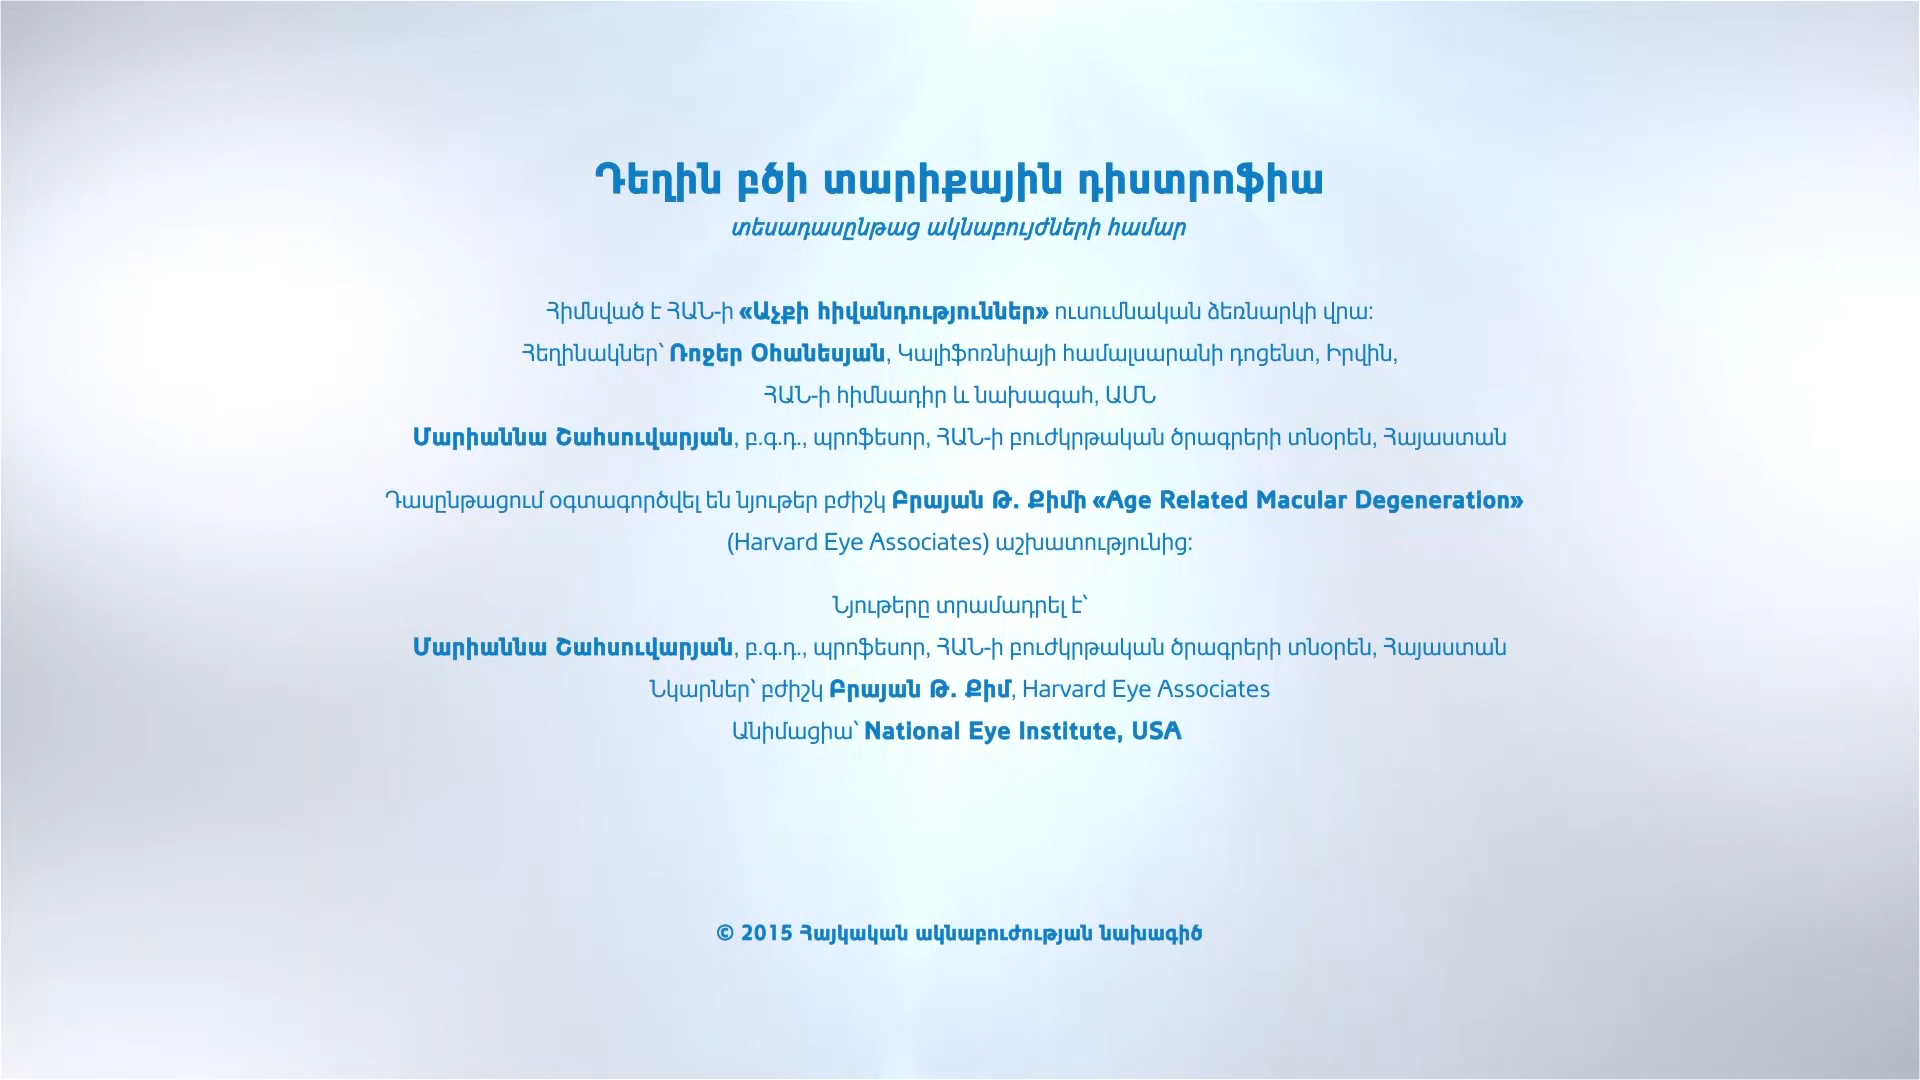 Դեղին բծի տարիքային դիստրոֆիա
տեսադասընթաց ակնաբույժների համար
Հիմնված է ՀԱՆ-ի «Աչքի հիվանդություններ» ուսումնական ձեռնարկի վրա:
Հեղինակներ՝ Ռոջեր Օհանեսյան, Կալիֆոռնիայի համալսարանի դոցենտ, Իրվին,
ՀԱՆ-ի հիմնադիր և նախագահ, ԱՄՆ
Մարիաննա Շահսուվարյան, բ.գ.դ., պրոֆեսոր, ՀԱՆ-ի բուժկրթական ծրագրերի տնօրեն, Հայաստան
Դասընթացում օգտագործվել են նյութեր բժիշկ Բրայան Թ. Քիմի «Age Related Macular Degeneration»
(Harvard Eye Associates) աշխատությունից:
Նյութերը տրամադրել է՝
Մարիաննա Շահսուվարյան, բ.գ.դ., պրոֆեսոր, ՀԱՆ-ի բուժկրթական ծրագրերի տնօրեն, Հայաստան
Նկարներ՝ բժիշկ Բրայան Թ. Քիմ, Harvard Eye Associates
Անիմացիա՝ National Eye Institute, USA
© 2015 Հայկական ակնաբուժության նախագիծ